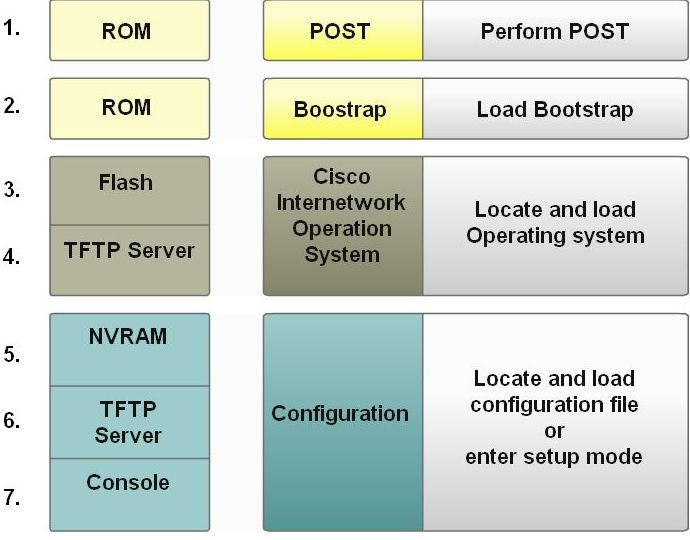 1. ROM POST Perform POST
2. ROM Boostrap Load Bootstrap
3. Flash
4. TFTP Server
Cisco
Internetwork
Operation
System
Locate and load
Operating system
5. NVRAM
6. TFTP
Server
7. Console
Configuration
Locate and load
configuration file
or
enter setup mode